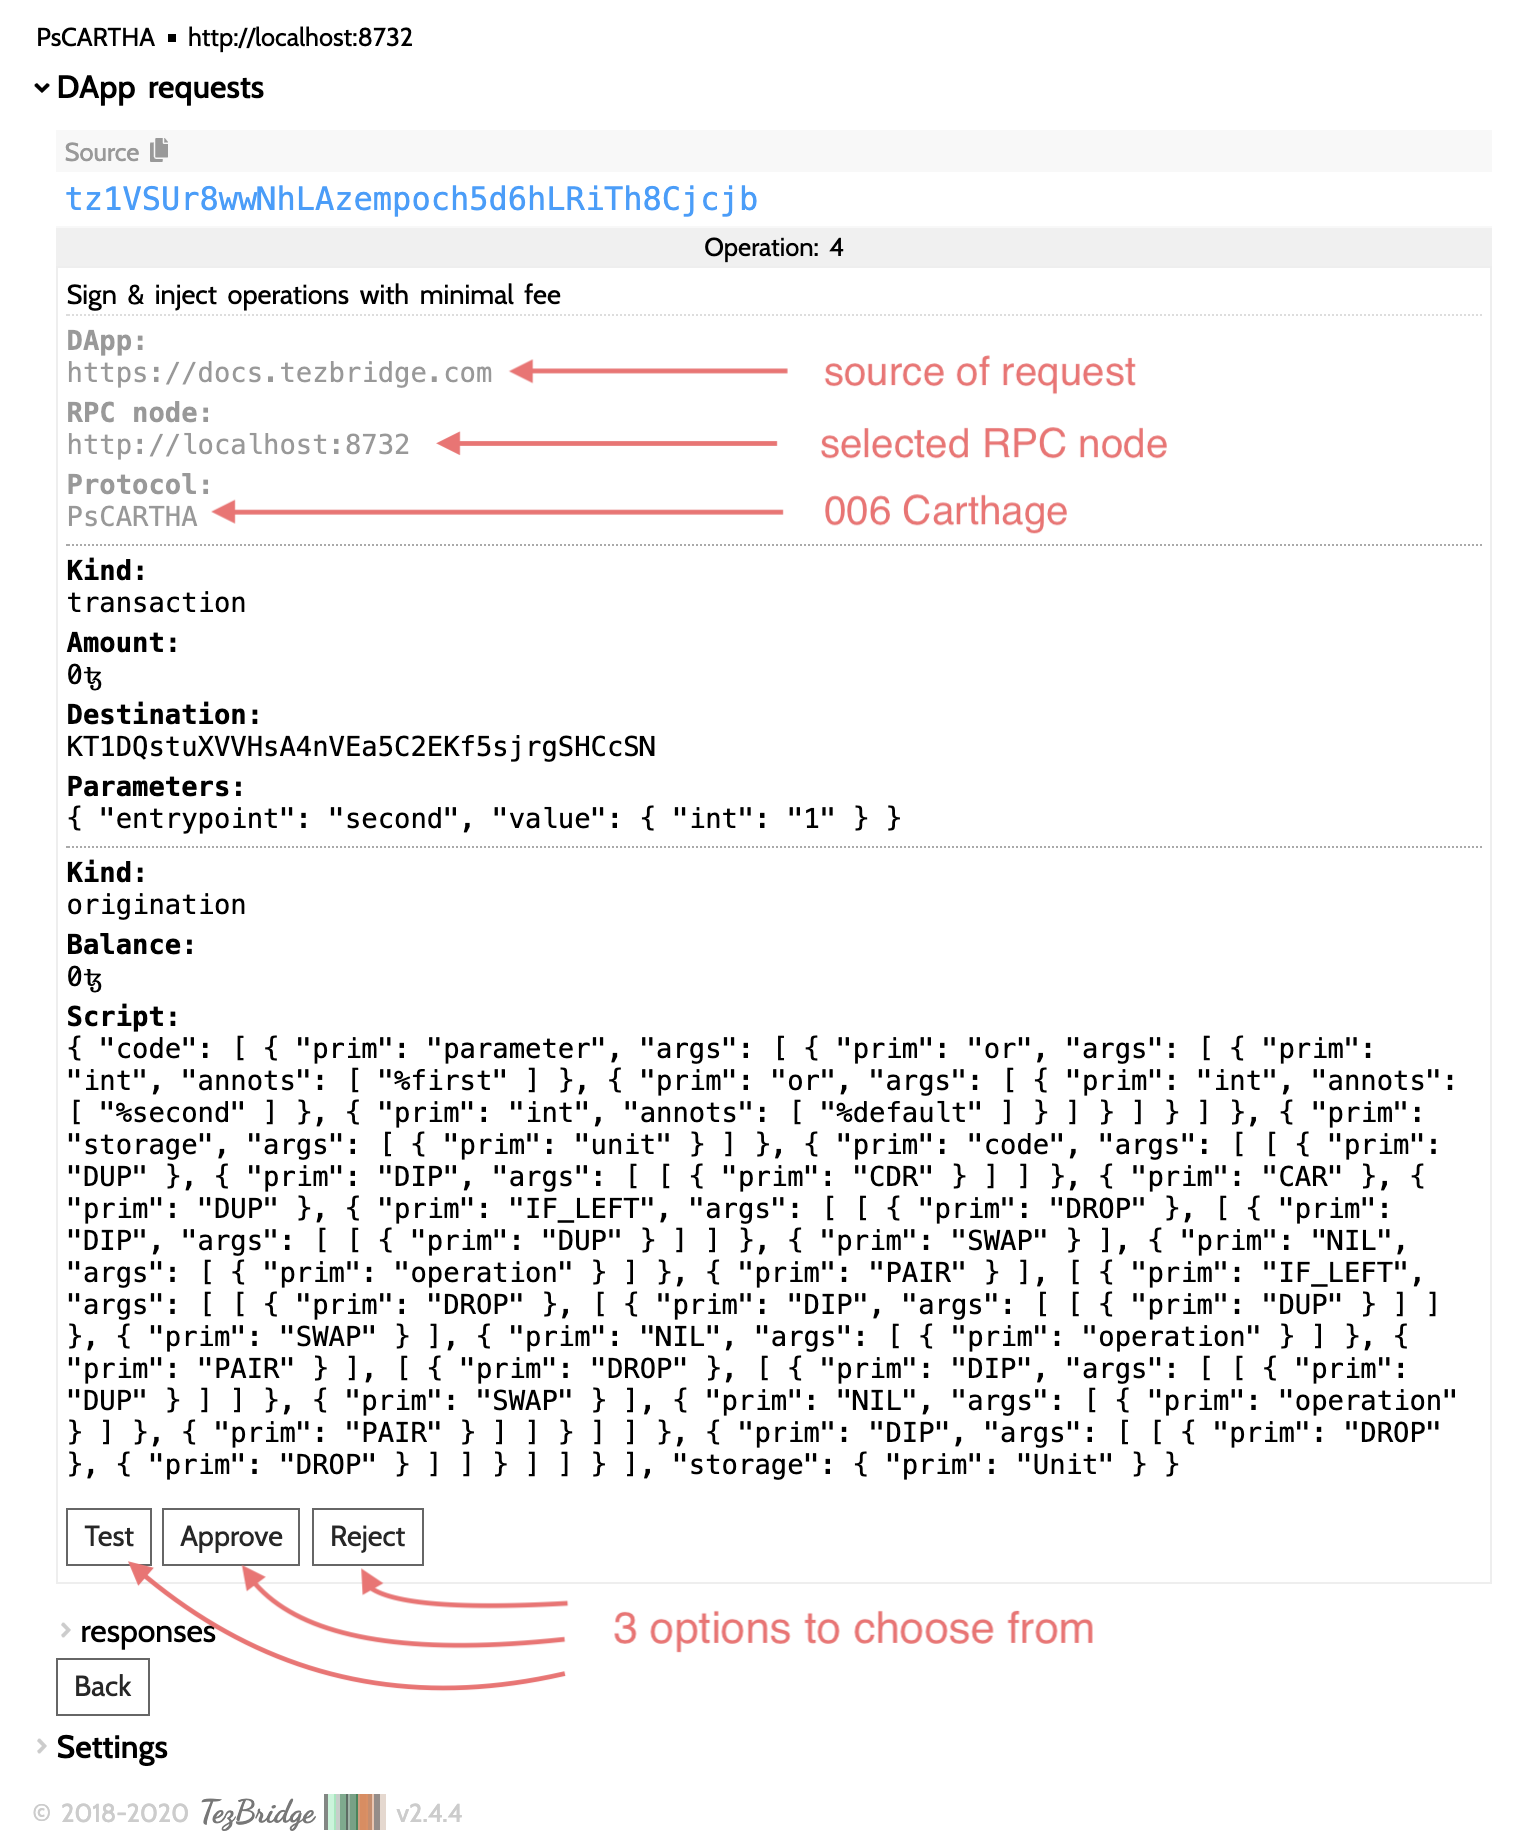 PsCARTHA ▪ http://localhost:8732
DApp requests
Source
tz1VSUr8wwNhLAzempoch5d6hLRiTh8Cjcjb
Operation: 4
Sign & inject operations with minimal fee
DApp:
https://docs.tezbridge.com source of request
RPC node:
http://localhost:8732 selected RPC node
Protocol:
PsCARTHA 006 Carthage
Kind:
transaction
Amount:
0ꜩ
Destination:
KT1DQstuXVVHsA4nVEa5C2EKf5sjrgSHCcSN
Parameters:
{ "entrypoint": "second", "value": { "int": "1" } }
Kind:
origination
Balance:
0ꜩ
Script:
{ "code": [ { "prim": "parameter", "args": [ { "prim": "or", "args": [ { "prim":
"int", "annots": [ "%first" ] }, { "prim": "or", "args": [ { "prim": "int", "annots":
[ "%second" ] }, { "prim": "int", "annots": [ "%default" ] } ] } ] } ] }, { "prim":
"storage", "args": [ { "prim": "unit" } ] }, { "prim": "code", "args": [ [ { "prim":
"DUP" }, { "prim": "DIP", "args": [ [ { "prim": "CDR" } ] ] }, { "prim": "CAR" }, {
"prim": "DUP" }, { "prim": "IF_LEFT", "args": [ [ { "prim": "DROP" }, [ { "prim":
"DIP", "args": [ [ { "prim": "DUP" } ] ] }, { "prim": "SWAP" } ], { "prim": "NIL",
"args": [ { "prim": "operation" } ] }, { "prim": "PAIR" } ], [ { "prim": "IF_LEFT",
"args": [ [ { "prim": "DROP" }, [ { "prim": "DIP", "args": [ [ { "prim": "DUP" } ] ]
}, { "prim": "SWAP" } ], { "prim": "NIL", "args": [ { "prim": "operation" } ] }, {
"prim": "PAIR" } ], [ { "prim": "DROP" }, [ { "prim": "DIP", "args": [ [ { "prim":
"DUP" } ] ] }, { "prim": "SWAP" } ], { "prim": "NIL", "args": [ { "prim": "operation"
} ] }, { "prim": "PAIR" } ] ] } ] ] }, { "prim": "DIP", "args": [ [ { "prim": "DROP"
}, { "prim": "DROP" } ] ] } ] ] } ], "storage": { "prim": "Unit" } }
Test Approve Reject
3 options to choose from
responses
Back
Settings
© 2018-2020 TezBridge v2.4.4